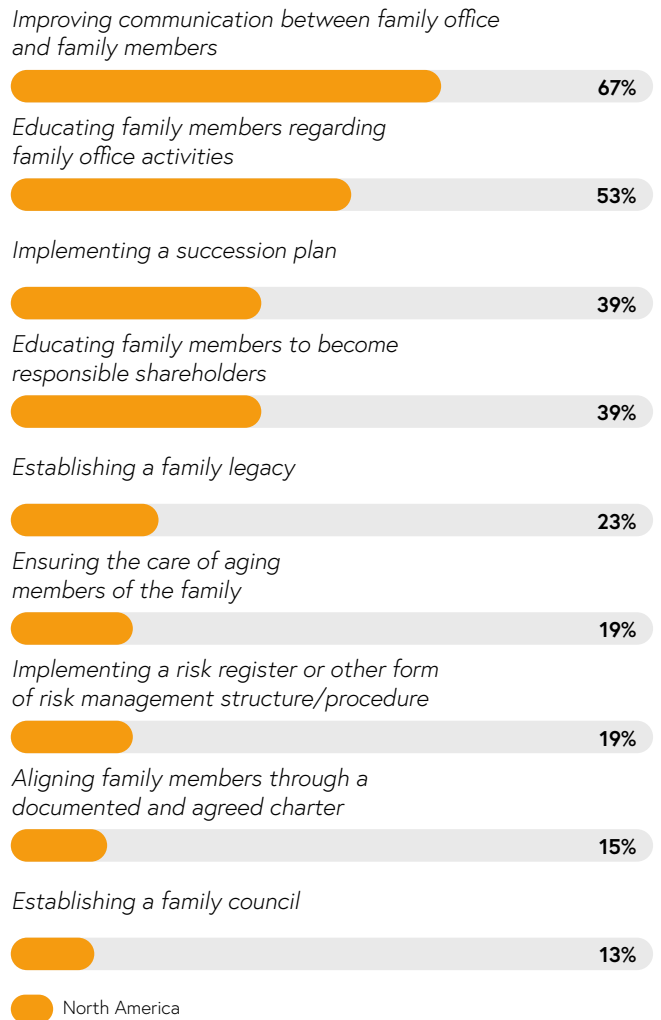 Improving communication between family office
and family members
67%
Educating family members regarding
family office activities
53%
Implementing a succession plan
39%
Educating family members to become
responsible shareholders
39%
Establishing a family legacy
23%
Ensuring the care of aging
members of the family
19%
Implementing a risk register or other form
of risk management structure/procedure
19%
Aligning family members through a
documented and agreed charter
15%
Establishing a family council
13%
North America